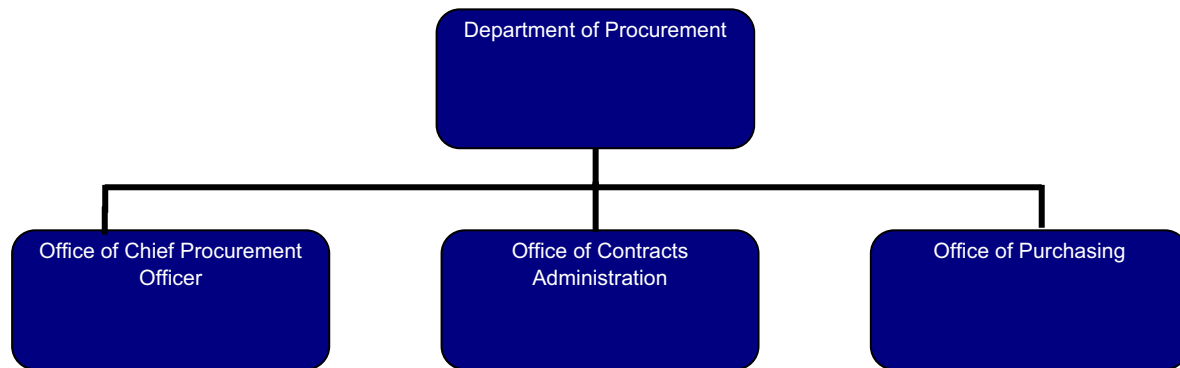 Department of Procurement
Office of Chief Procurement
Officer
Office of Contracts
Administration
Office of Purchasing